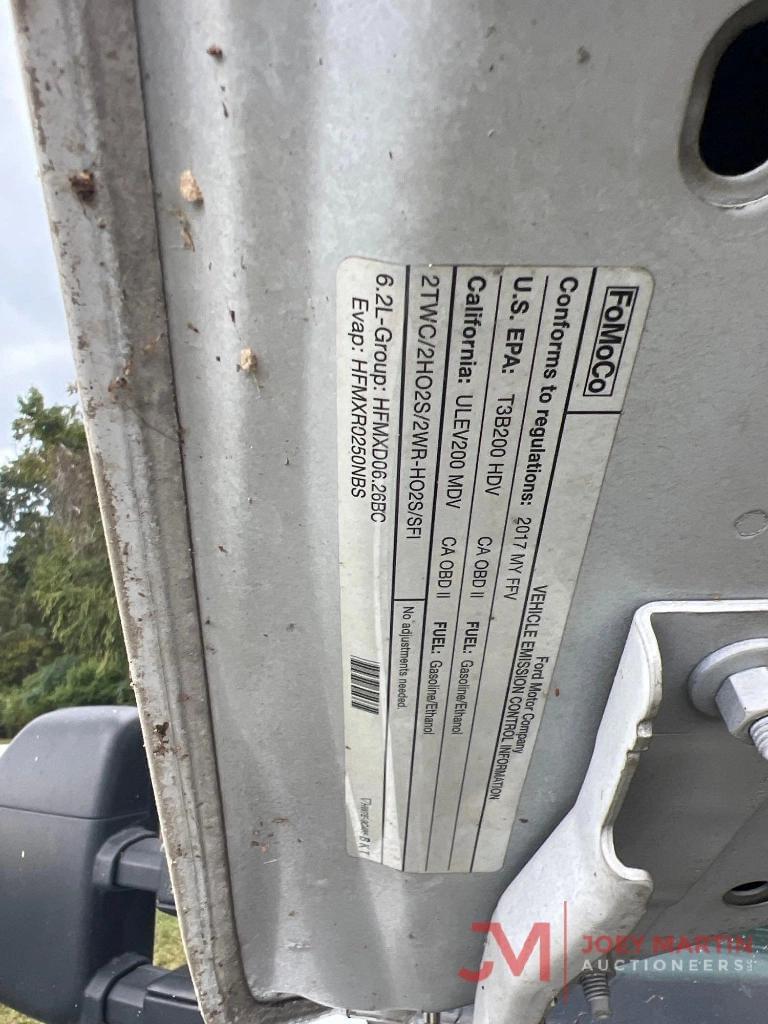 FoMoCo
Ford Motor Company
VEHICLE EMISSION CONTROL INFORMATION
Conforms to regulations: 2017 MY FFV
U.S. EPA: T3B200 HDV CA OBD II FUEL: Gasoline/Ethanol
California: ULEV200 MDV CA OBD II FUEL: Gasoline/Ethanol
2TWC/2HO2S/2WR-HO2S/SFI
No adjustments needed.
6.2L-Group: HFMXD06.26BC
Evap: HFMXR0250NBS
JM
JOEY MARTIN
AUCTIONEERS